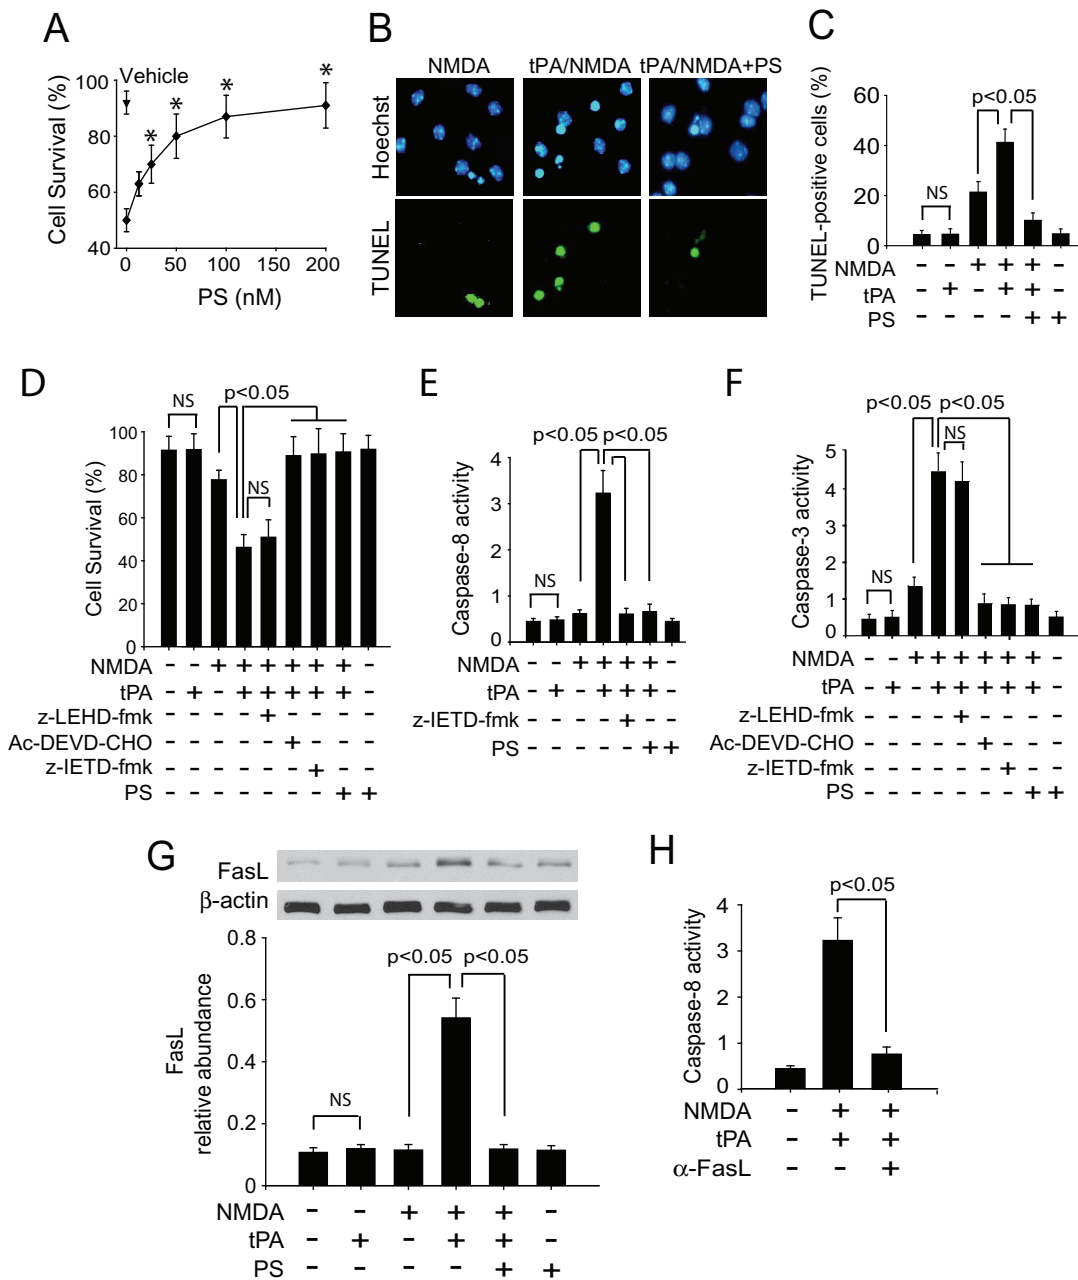 A
Vehicle
Cell Survival (%)
100
80
60
40
* * * *
0 50 100 150 200
PS (nM)
B
NMDA tPA/NMDA tPA/NMDA+PS
Hoechst
TUNEL
C
TUNEL-positive cells (%)
60
40
20
0
p<0.05
NS
NMDA - - + + + -
tPA - + - + + -
PS - - - - + +
D
Cell Survival (%)
100
80
60
40
20
0
NS
p<0.05
NS
NMDA - - + + + + + + -
tPA - + - + + + + + -
z-LEHD-fmk - - - - + - - - -
Ac-DEVD-CHO - - - - - + - - -
z-IETD-fmk - - - - - - + - -
PS - - - - - - - + +
E
Caspase-8 activity
4
3
2
1
0
p<0.05 p<0.05
NS
NMDA - - + + + + -
tPA - + - + + + -
z-IETD-fmk - - - - + - -
PS - - - - - + +
F
Caspase-3 activity
5
4
3
2
1
0
p<0.05 p<0.05
NS
NS
NMDA - - + + + + + + -
tPA - + - + + + + + -
z-LEHD-fmk - - - - + - - - -
Ac-DEVD-CHO - - - - - + - - -
z-IETD-fmk - - - - - - + - -
PS - - - - - - - + +
G
FasL
β-actin
FasL
relative abundance
0.8
0.6
0.4
0.2
0
p<0.05 p<0.05
NS
NMDA - - + + + -
tPA - + - + + -
PS - - - - + +
H
Caspase-8 activity
4
3
2
1
0
p<0.05
NMDA - + +
tPA - + +
α-FasL - - +